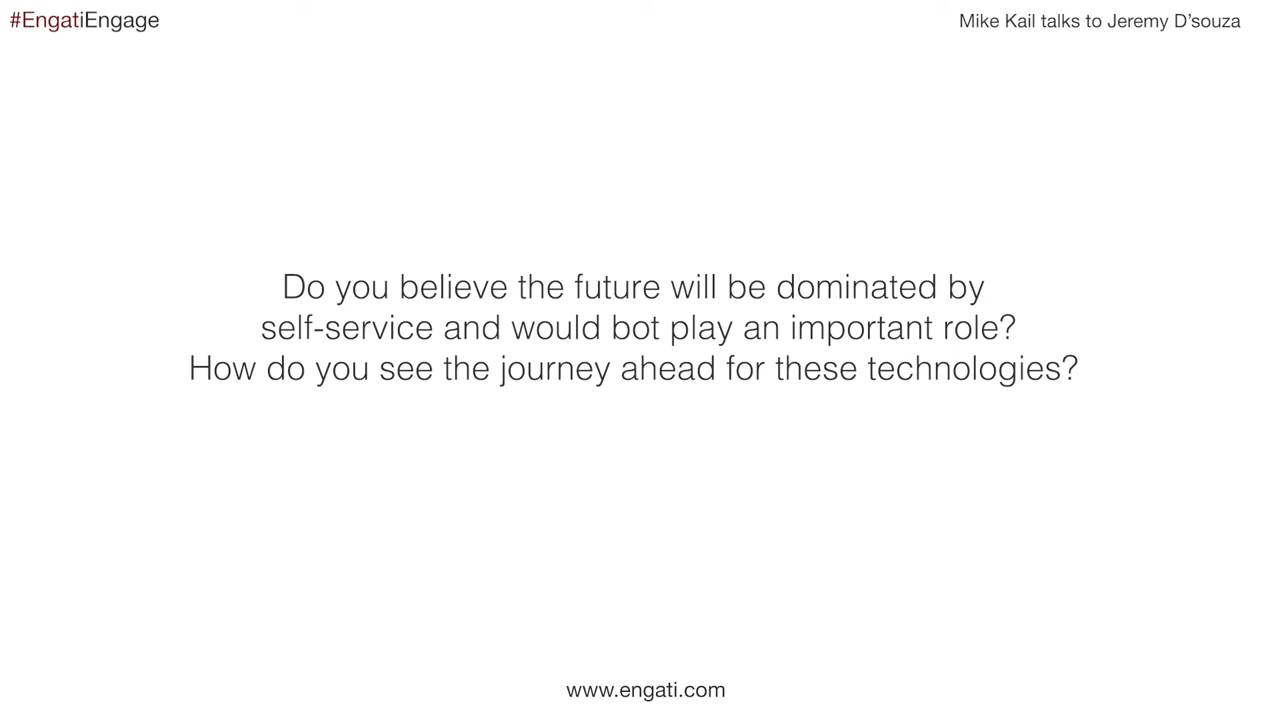 #EngatiEngage
Mike Kail talks to Jeremy D'souza
Do you believe the future will be dominated by
self-service and would bot play an important role?
How do you see the journey ahead for these technologies?
www.engati.com